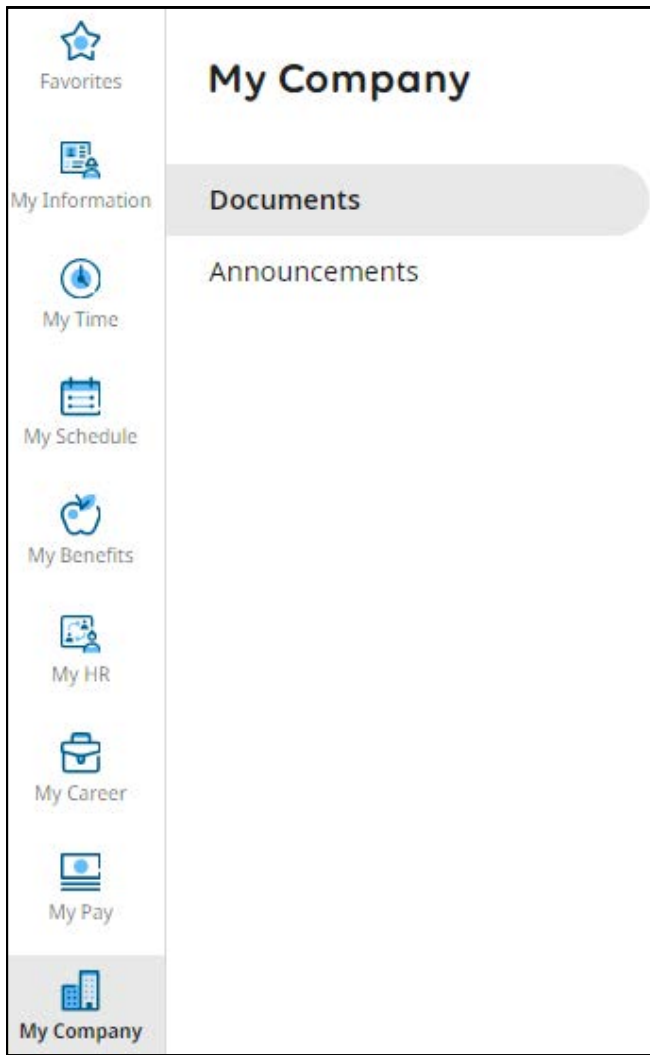 Favorites
My Information
My Time
My Schedule
My Benefits
My HR
My Career
My Pay
My Company
My Company
Documents
Announcements